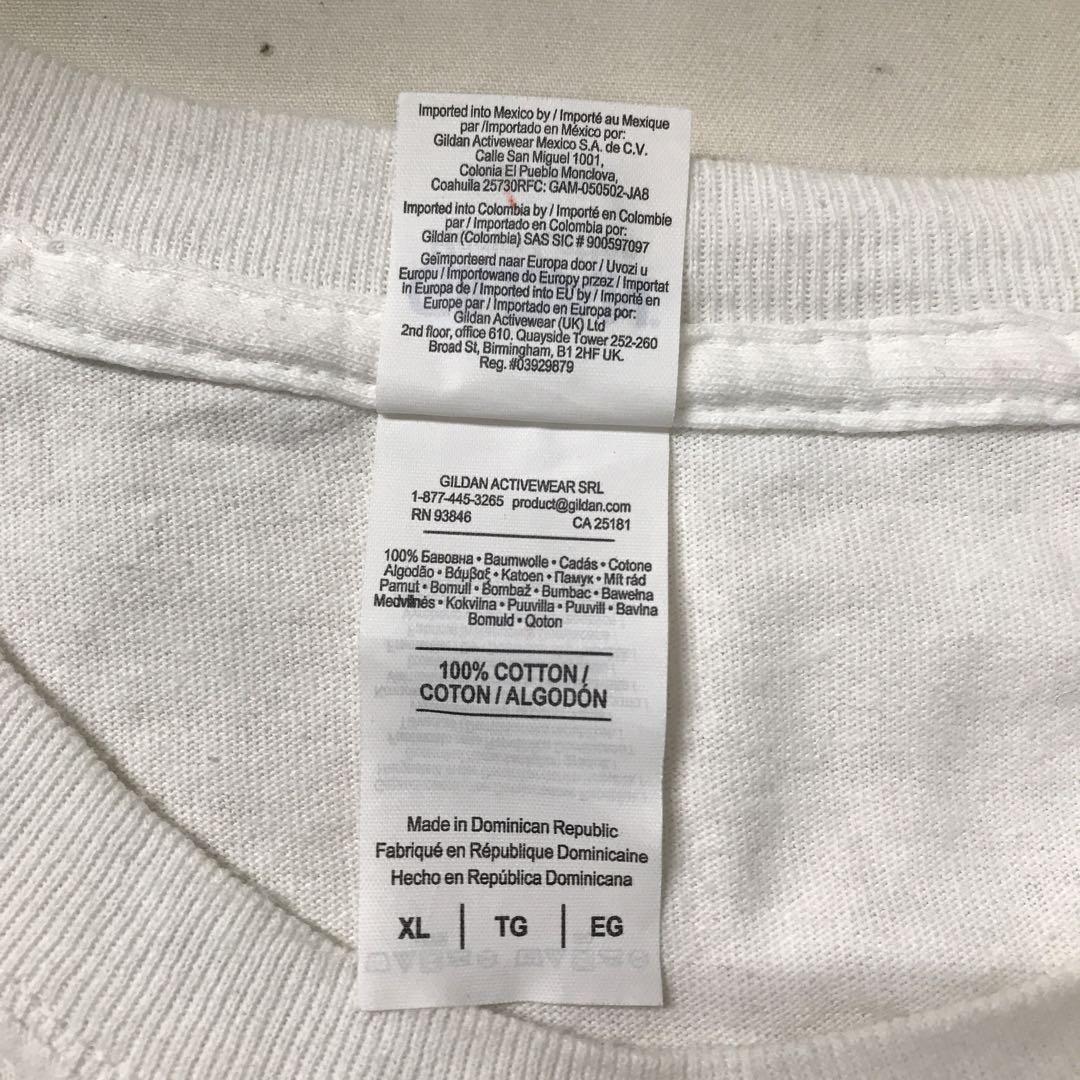 Imported into Mexico by / Importé au Mexique
par /Importado en México por:
Gildan Activewear Mexico S.A. de C.V.
Calle San Miguel 1001,
Colonia El Pueblo Monclova,
Coahuila 25730RFC: GAM-050502-JA8
Imported into Colombia by / Importé en Colombie
par / Importado en Colombia por:
Gildan (Colombia) SAS SIC # 900597097
Geïmporteerd naar Europa door / Uvozi u
Europu / Importowane do Europy przez / Importat
in Europa de / Imported into EU by / Importé en
Europe par / Importado en Europa por:
Gildan Activewear (UK) Ltd
2nd floor, office 610. Quayside Tower 252-260
Broad St, Birmingham, B1 2HF UK.
Reg. #03929879
GILDAN ACTIVEWEAR SRL
1-877-445-3265 product@gildan.com
RN 93846 CA 25181
100% Бавовна • Baumwolle • Cadás • Cotone
Algodão • Βάμβαξ • Katoen • Памук • Mít rád
Pamut • Bomull • Bombaž • Bumbac • Bawełna
Medvilnės • Kokvilna • Puuvilla • Puuvill • Bavlna
Bomuld • Qoton
100% COTTON /
COTON / ALGODÓN
Made in Dominican Republic
Fabriqué en République Dominicaine
Hecho en República Dominicana
XL | TG | EG